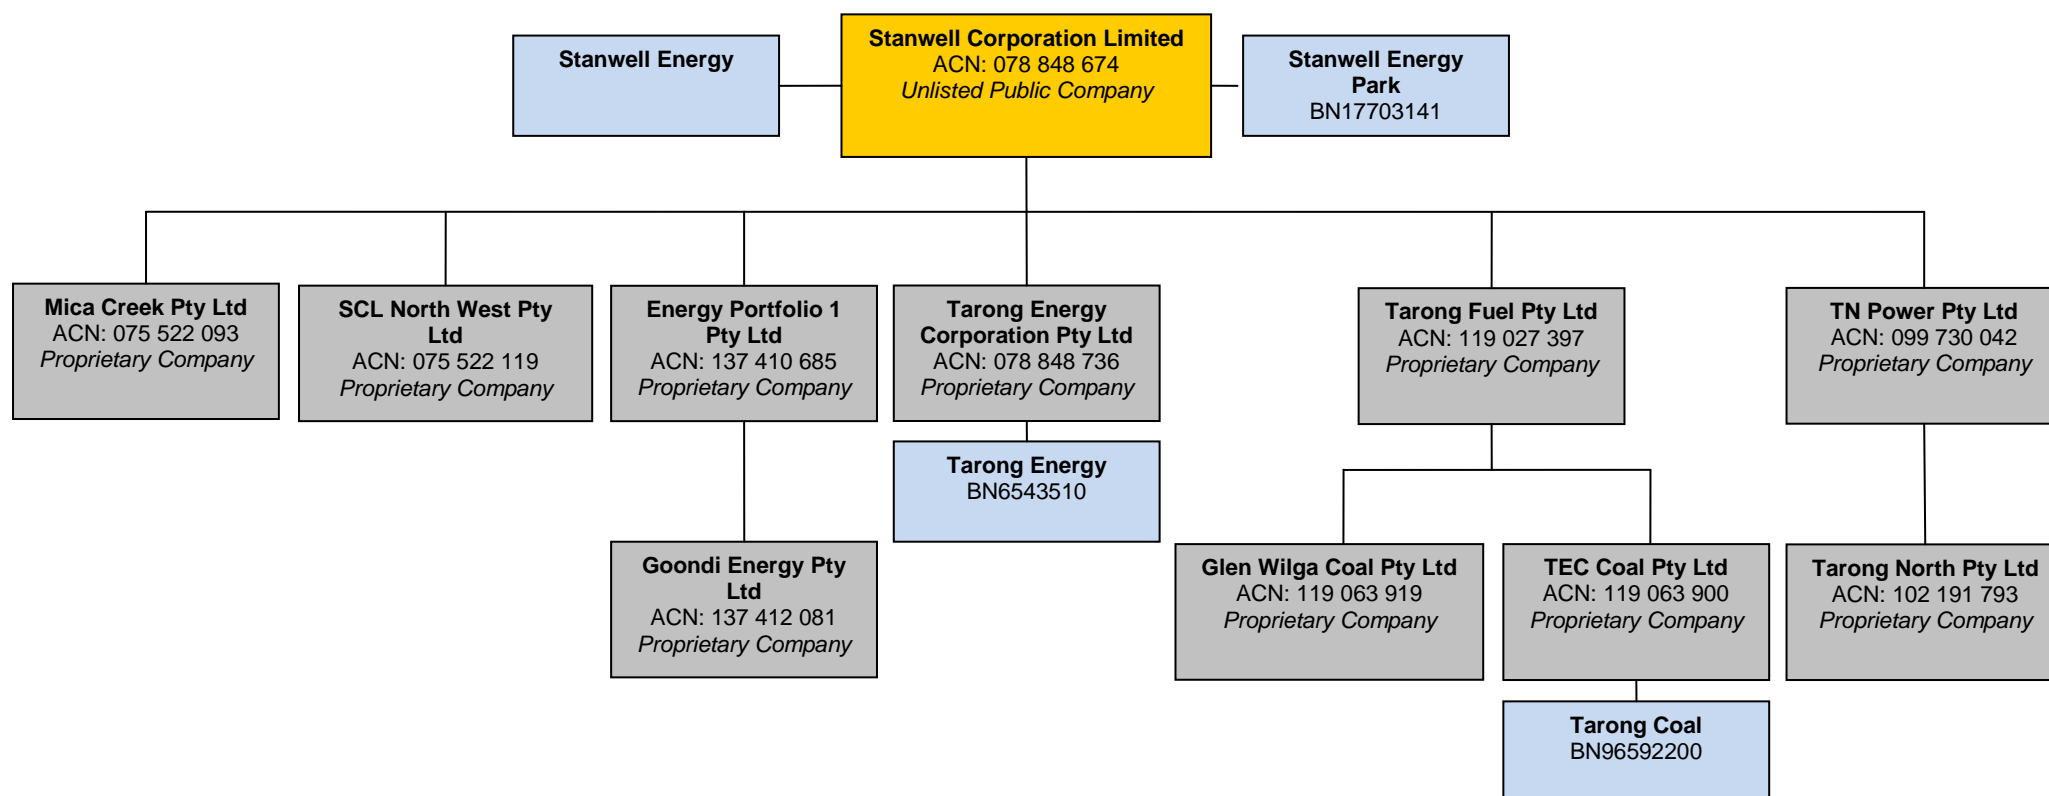 Stanwell Energy
Stanwell Corporation Limited
ACN: 078 848 674
Unlisted Public Company
Stanwell Energy
Park
BN17703141
Mica Creek Pty Ltd
ACN: 075 522 093
Proprietary Company
SCL North West Pty
Ltd
ACN: 075 522 119
Proprietary Company
Energy Portfolio 1
Pty Ltd
ACN: 137 410 685
Proprietary Company
Tarong Energy
Corporation Pty Ltd
ACN: 078 848 736
Proprietary Company
Tarong Fuel Pty Ltd
ACN: 119 027 397
Proprietary Company
TN Power Pty Ltd
ACN: 099 730 042
Proprietary Company
Tarong Energy
BN6543510
Goondi Energy Pty
Ltd
ACN: 137 412 081
Proprietary Company
Glen Wilga Coal Pty Ltd
ACN: 119 063 919
Proprietary Company
TEC Coal Pty Ltd
ACN: 119 063 900
Proprietary Company
Tarong North Pty Ltd
ACN: 102 191 793
Proprietary Company
Tarong Coal
BN96592200